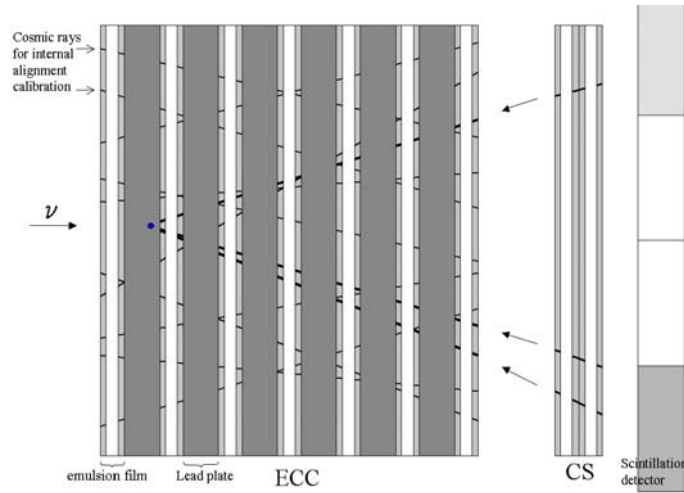 Cosmic rays
for internal
alignment
calibration
ν
emulsion film
Lead plate
ECC
CS
Scintillation
detector